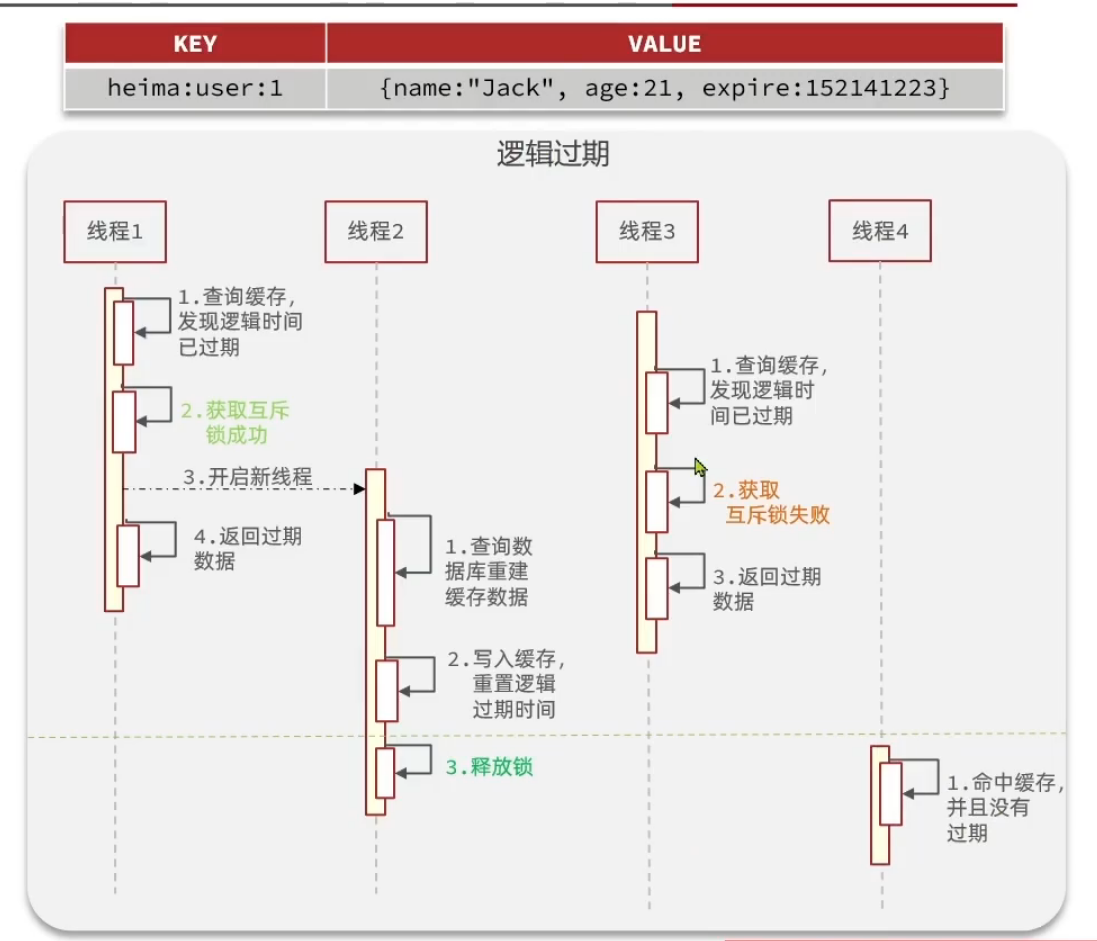 KEY VALUE
heima:user:1 {name:"Jack", age:21, expire:152141223}
逻辑过期
线程1 线程2 线程3 线程4
1.查询缓存,
发现逻辑时间
已过期
2.获取互斥
锁成功
3.开启新线程
4.返回过期
数据
1.查询数
据库重建
缓存数据
2.写入缓存,
重置逻辑
过期时间
3.释放锁
1.查询缓存,
发现逻辑时
间已过期
2.获取
互斥锁失败
3.返回过期
数据
1.命中缓存,
并且没有
过期